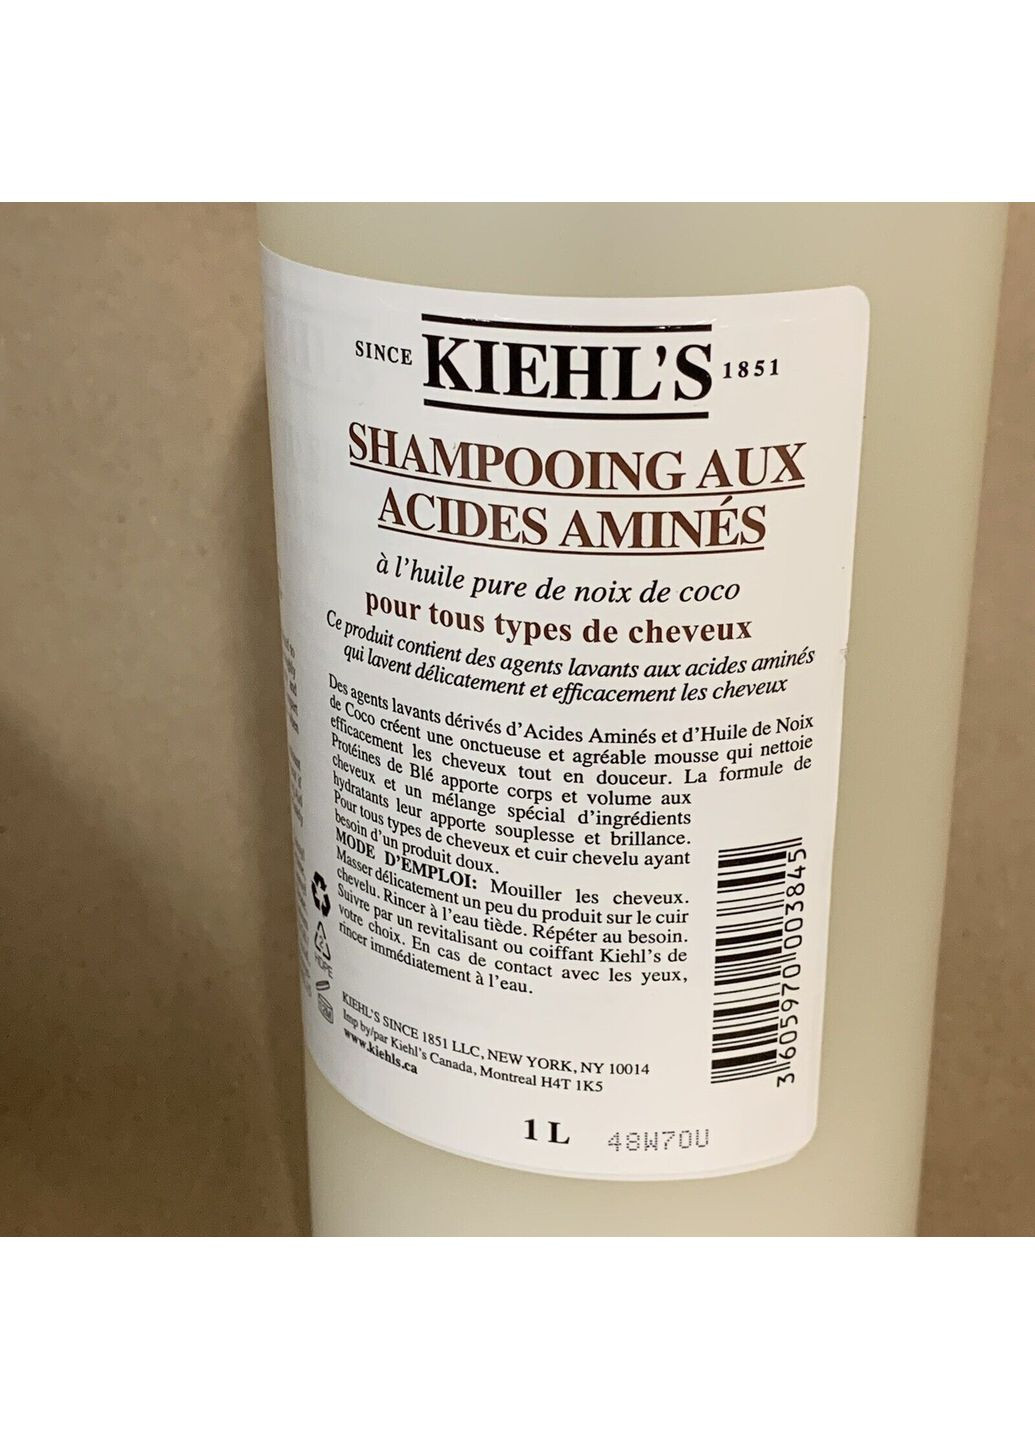 SINCE KIEHL'S 1851
SHAMPOOING AUX
ACIDES AMINÉS
à l'huile pure de noix de coco
pour tous types de cheveux
Ce produit contient des agents lavants aux acides aminés
qui lavent délicatement et efficacement les cheveux
Des agents lavants dérivés d'Acides Aminés et d'Huile de Noix
de Coco créent une onctueuse et agréable mousse qui nettoie
efficacement les cheveux tout en douceur. La formule de
Protéines de Blé apporte corps et volume aux
cheveux et un mélange spécial d'ingrédients
hydratants leur apporte souplesse et brillance.
Pour tous types de cheveux et cuir chevelu ayant
besoin d'un produit doux.
MODE D'EMPLOI: Mouiller les cheveux.
Masser délicatement un peu du produit sur le cuir
chevelu. Rincer à l'eau tiède. Répéter au besoin.
Suivre par un revitalisant ou coiffant Kiehl's de
votre choix. En cas de contact avec les yeux,
rincer immédiatement à l'eau.
KIEHL'S SINCE 1851 LLC, NEW YORK, NY 10014
Imp by/par Kiehl's Canada, Montreal H4T 1K5
www.kiehls.ca
1 L
48W70U
3 605970 003845
2
HDPE
12M